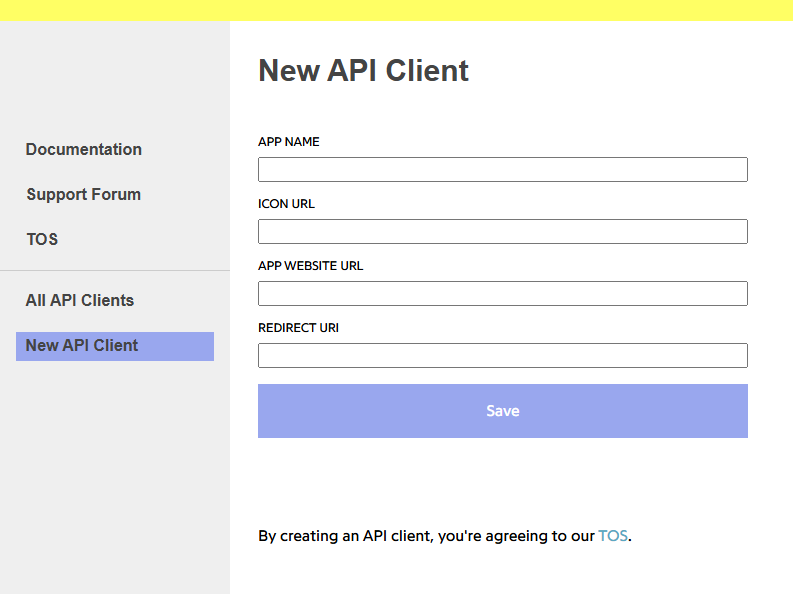 New API Client
Documentation
Support Forum
TOS
All API Clients
New API Client
APP NAME
ICON URL
APP WEBSITE URL
REDIRECT URI
Save
By creating an API client, you're agreeing to our TOS.